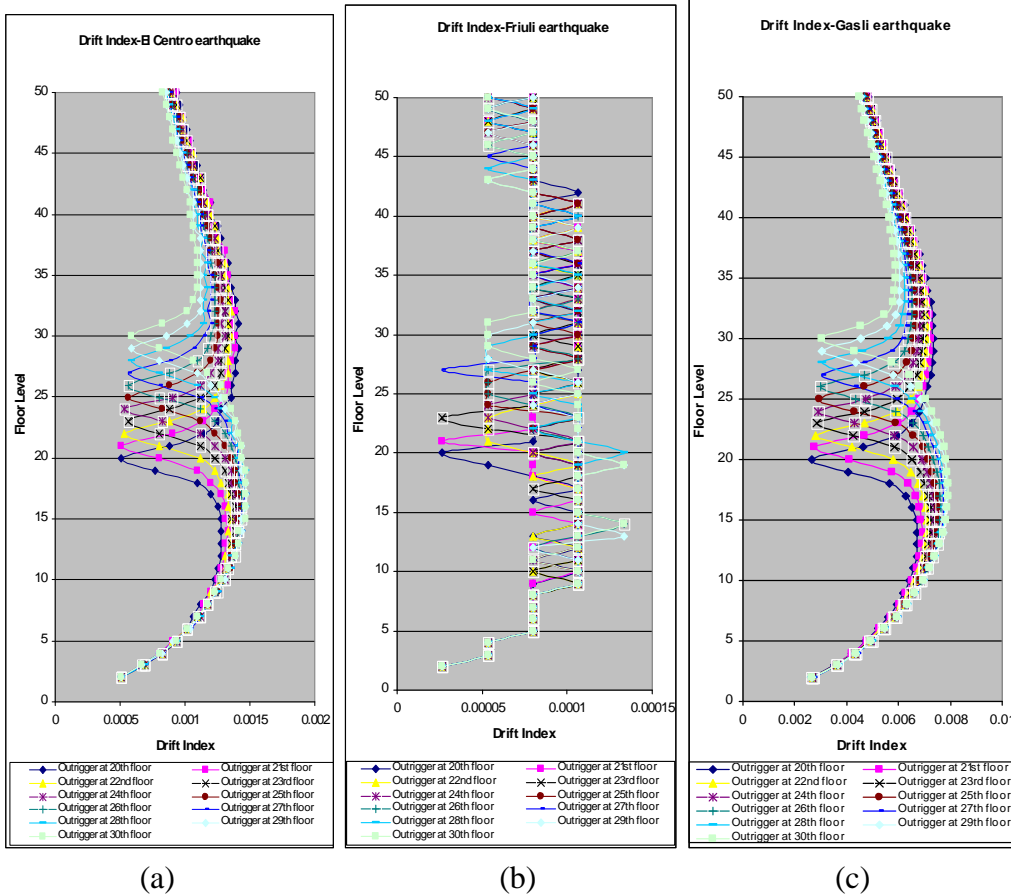 Drift Index-El Centro earthquake
50
45
40
35
30
25
20
15
10
5
0
Floor Level
0
0.0005
0.001
0.0015
0.002
Drift Index
Outrigger at 20th floor
Outrigger at 21st floor
Outrigger at 22nd floor
Outrigger at 23rd floor
Outrigger at 24th floor
Outrigger at 25th floor
Outrigger at 26th floor
Outrigger at 27th floor
Outrigger at 28th floor
Outrigger at 29th floor
Outrigger at 30th floor
(a)
Drift Index-Friuli earthquake
50
45
40
35
30
25
20
15
10
5
0
Floor Level
0
0.00005
0.0001
0.00015
Drift Index
Outrigger at 20th floor
Outrigger at 21st floor
Outrigger at 22nd floor
Outrigger at 23rd floor
Outrigger at 24th floor
Outrigger at 25th floor
Outrigger at 26th floor
Outrigger at 27th floor
Outrigger at 28th floor
Outrigger at 29th floor
Outrigger at 30th floor
(b)
Drift Index-Gasli earthquake
50
45
40
35
30
25
20
15
10
5
0
Floor Level
0
0.002
0.004
0.006
0.008
0.01
Drift Index
Outrigger at 20th floor
Outrigger at 21st floor
Outrigger at 22nd floor
Outrigger at 23rd floor
Outrigger at 24th floor
Outrigger at 25th floor
Outrigger at 26th floor
Outrigger at 27th floor
Outrigger at 28th floor
Outrigger at 29th floor
Outrigger at 30th floor
(c)